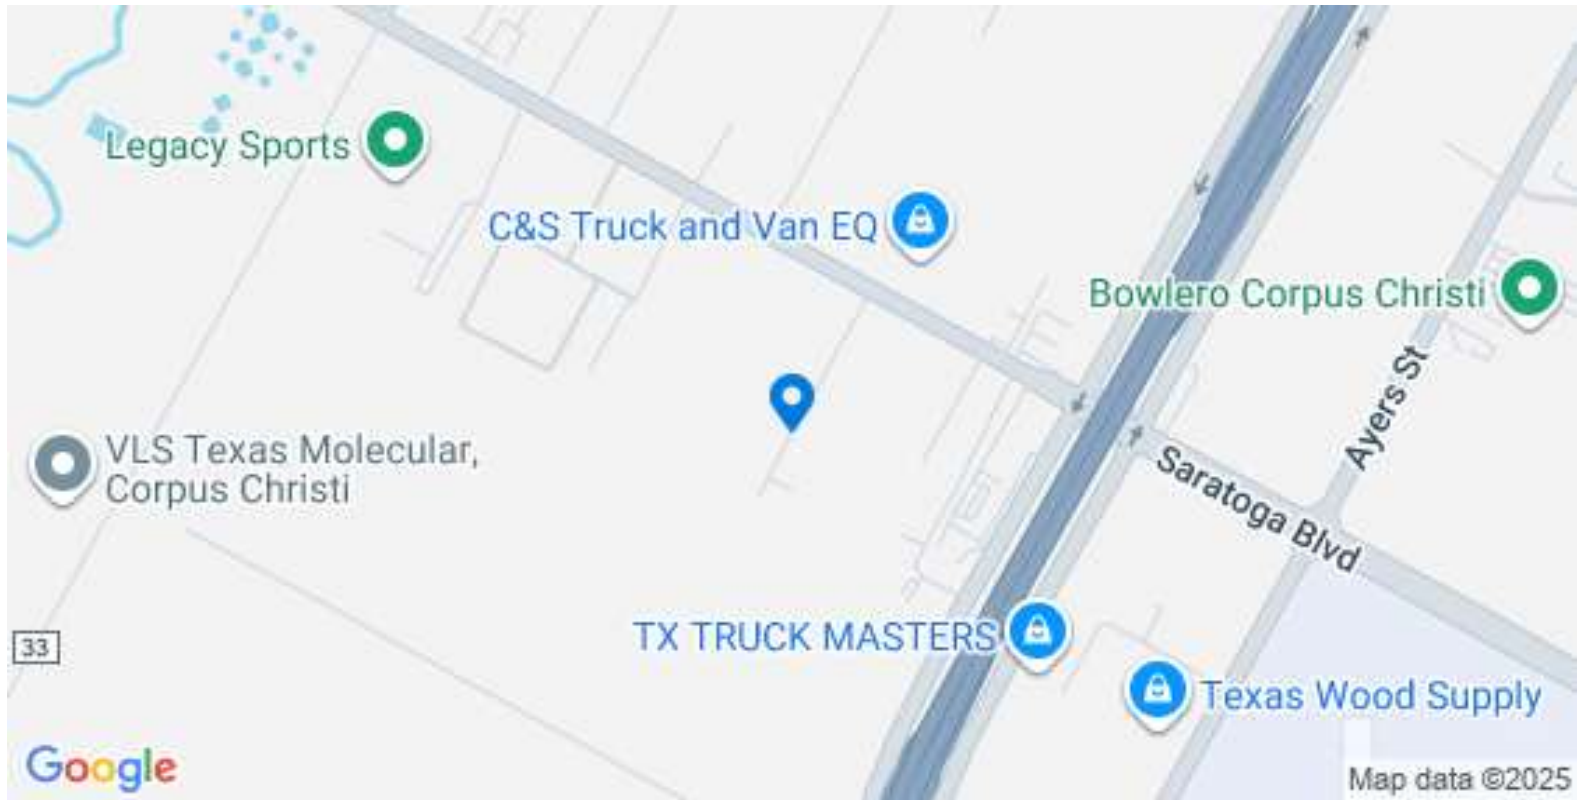 Legacy Sports
C&S Truck and Van EQ
Bowlero Corpus Christi
Ayers St
VLS Texas Molecular,
Corpus Christi
Saratoga Blvd
33
TX TRUCK MASTERS
Texas Wood Supply
Google
Map data ©2025